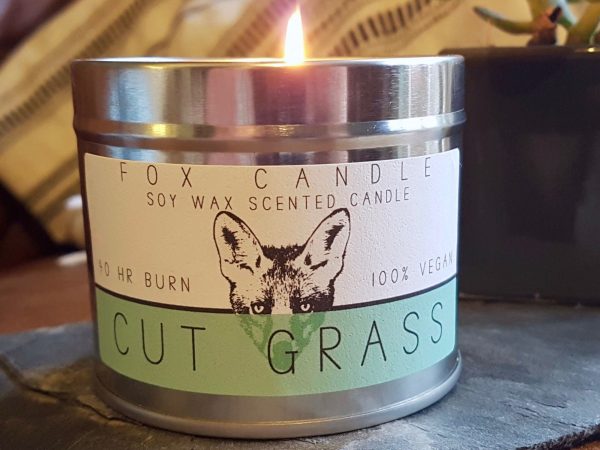 FOX CANDLE
SOY WAX SCENTED CANDLE
40 HR BURN
100% VEGAN
CUT GRASS